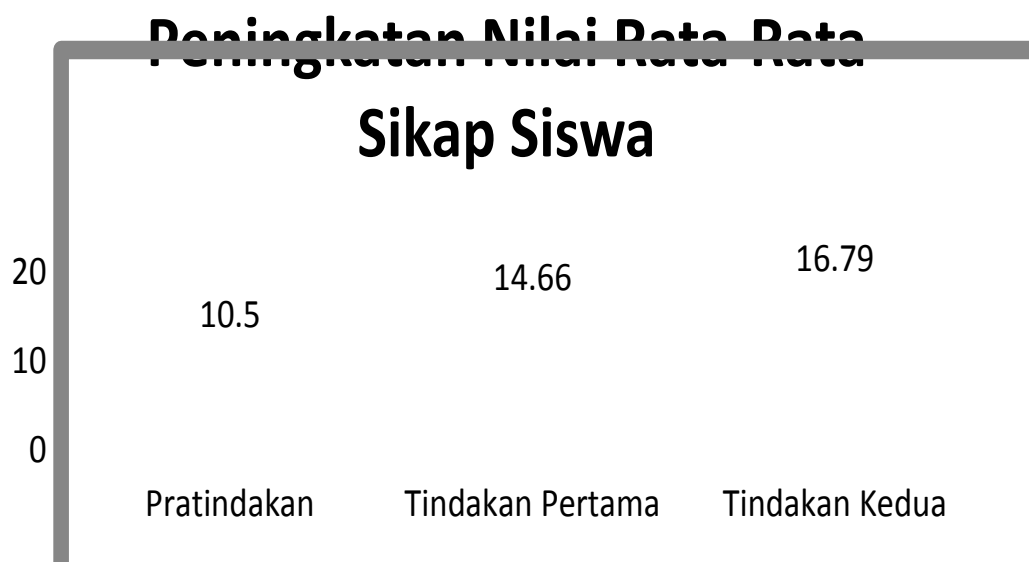 Peningkatan Nilai Rata-Rata
Sikap Siswa
20
10
0
10.5
14.66
16.79
Pratindakan
Tindakan Pertama
Tindakan Kedua